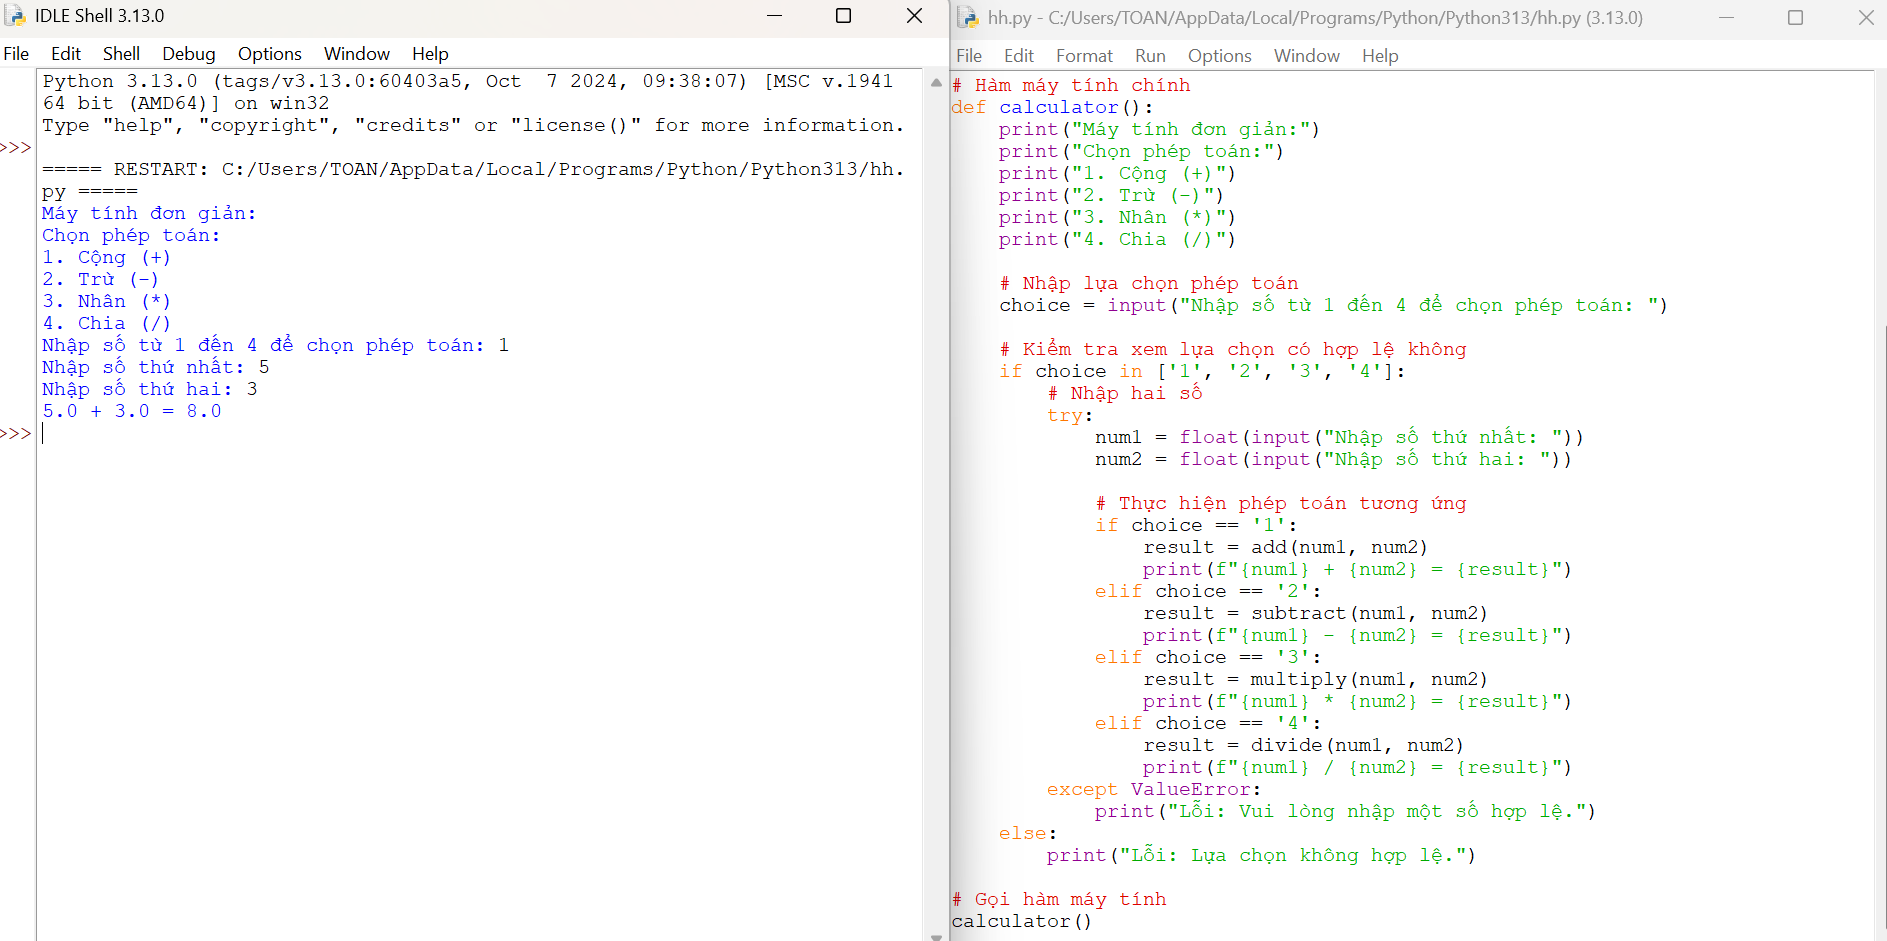 IDLE Shell 3.13.0
File Edit Shell Debug Options Window Help
Python 3.13.0 (tags/v3.13.0:60403a5, Oct  7 2024, 09:38:07) [MSC v.1941
64 bit (AMD64)] on win32
Type "help", "copyright", "credits" or "license()" for more information.
>>>
===== RESTART: C:/Users/TOAN/AppData/Local/Programs/Python/Python313/hh.
py =====
Máy tính đơn giản:
Chọn phép toán:
1. Cộng (+)
2. Trừ (-)
3. Nhân (*)
4. Chia (/)
Nhập số từ 1 đến 4 để chọn phép toán: 1
Nhập số thứ nhất: 5
Nhập số thứ hai: 3
5.0 + 3.0 = 8.0
>>>
hh.py - C:/Users/TOAN/AppData/Local/Programs/Python/Python313/hh.py (3.13.0)
File Edit Format Run Options Window Help
# Hàm máy tính chính
def calculator():
    print("Máy tính đơn giản:")
    print("Chọn phép toán:")
    print("1. Cộng (+)")
    print("2. Trừ (-)")
    print("3. Nhân (*)")
    print("4. Chia (/)")
    # Nhập lựa chọn phép toán
    choice = input("Nhập số từ 1 đến 4 để chọn phép toán: ")
    # Kiểm tra xem lựa chọn có hợp lệ không
    if choice in ['1', '2', '3', '4']:
        # Nhập hai số
        try:
            num1 = float(input("Nhập số thứ nhất: "))
            num2 = float(input("Nhập số thứ hai: "))
            # Thực hiện phép toán tương ứng
            if choice == '1':
                result = add(num1, num2)
                print(f"{num1} + {num2} = {result}")
            elif choice == '2':
                result = subtract(num1, num2)
                print(f"{num1} - {num2} = {result}")
            elif choice == '3':
                result = multiply(num1, num2)
                print(f"{num1} * {num2} = {result}")
            elif choice == '4':
                result = divide(num1, num2)
                print(f"{num1} / {num2} = {result}")
        except ValueError:
            print("Lỗi: Vui lòng nhập một số hợp lệ.")
    else:
        print("Lỗi: Lựa chọn không hợp lệ.")
# Gọi hàm máy tính
calculator()